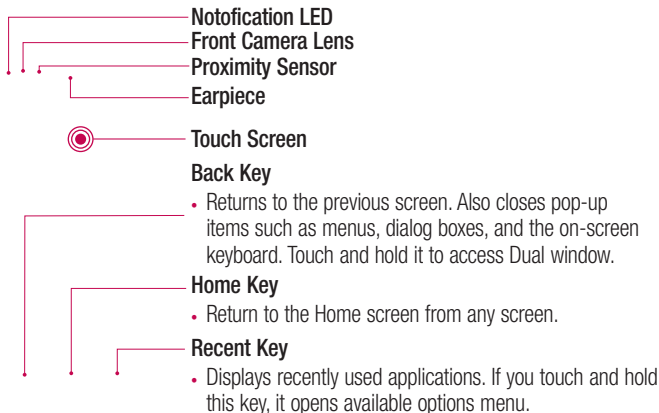 Notofication LED
Front Camera Lens
Proximity Sensor
Earpiece
Touch Screen
Back Key
• Returns to the previous screen. Also closes pop-up
items such as menus, dialog boxes, and the on-screen
keyboard. Touch and hold it to access Dual window.
Home Key
• Return to the Home screen from any screen.
Recent Key
• Displays recently used applications. If you touch and hold
this key, it opens available options menu.